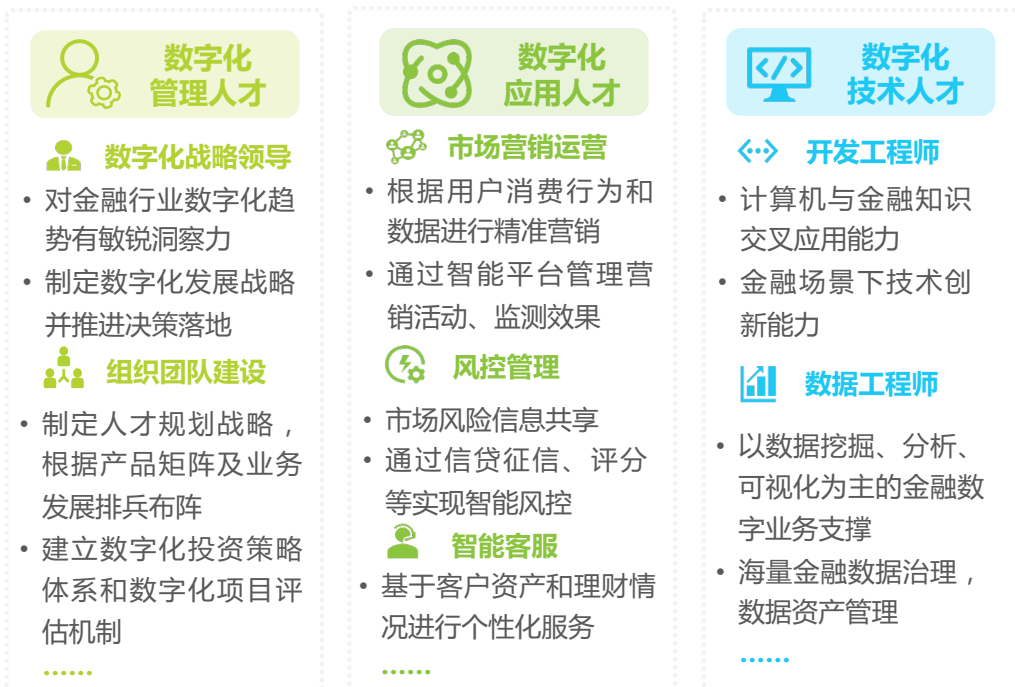 数字化
管理人才
数字化战略领导
• 对金融行业数字化趋
势有敏锐洞察力
• 制定数字化发展战略
并推进决策落地
组织团队建设
• 制定人才规划战略，
根据产品矩阵及业务
发展排兵布阵
• 建立数字化投资策略
体系和数字化项目评
估机制
......
数字化
应用人才
市场营销运营
• 根据用户消费行为和
数据进行精准营销
• 通过智能平台管理营
销活动、监测效果
风控管理
• 市场风险信息共享
• 通过信贷征信、评分
等实现智能风控
智能客服
• 基于客户资产和理财情
况进行个性化服务
......
数字化
技术人才
开发工程师
• 计算机与金融知识
交叉应用能力
• 金融场景下技术创
新能力
数据工程师
• 以数据挖掘、分析、
可视化为主的金融数
字业务支撑
• 海量金融数据治理，
数据资产管理
......